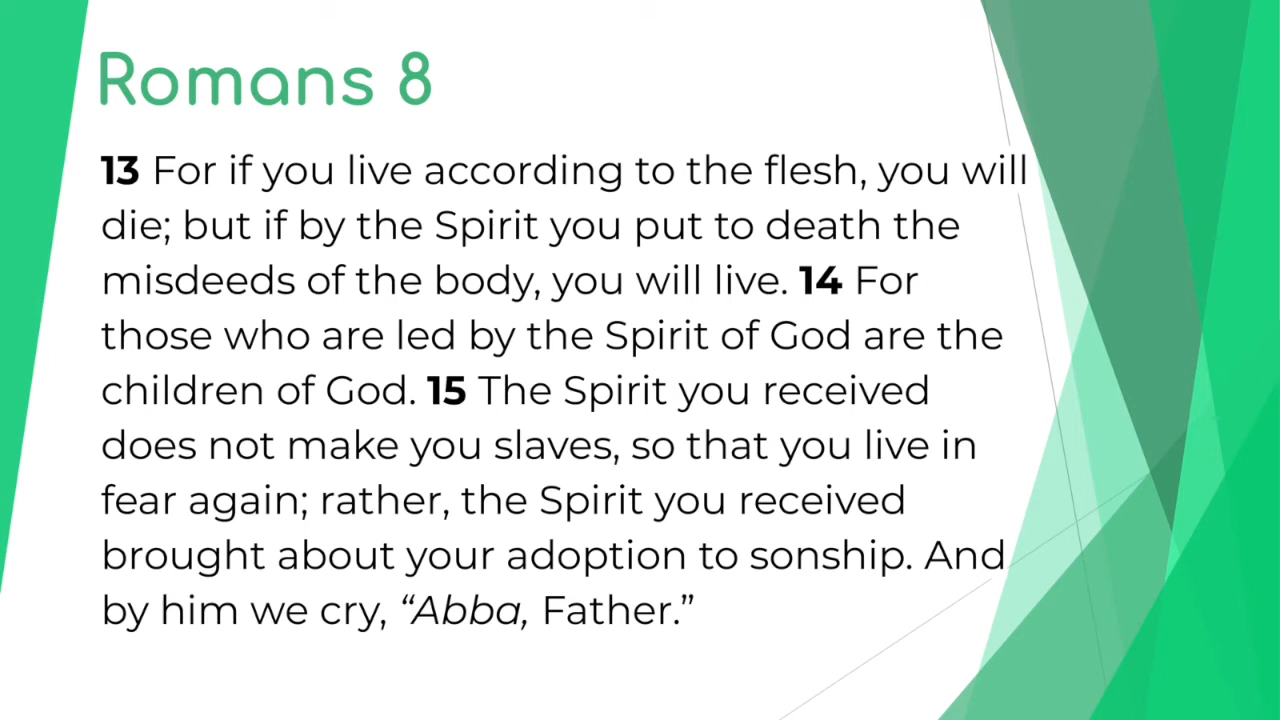 Romans 8
13 For if you live according to the flesh, you will
die; but if by the Spirit you put to death the
misdeeds of the body, you will live. 14 For
those who are led by the Spirit of God are the
children of God. 15 The Spirit you received
does not make you slaves, so that you live in
fear again; rather, the Spirit you received
brought about your adoption to sonship. And
by him we cry, “Abba, Father.”